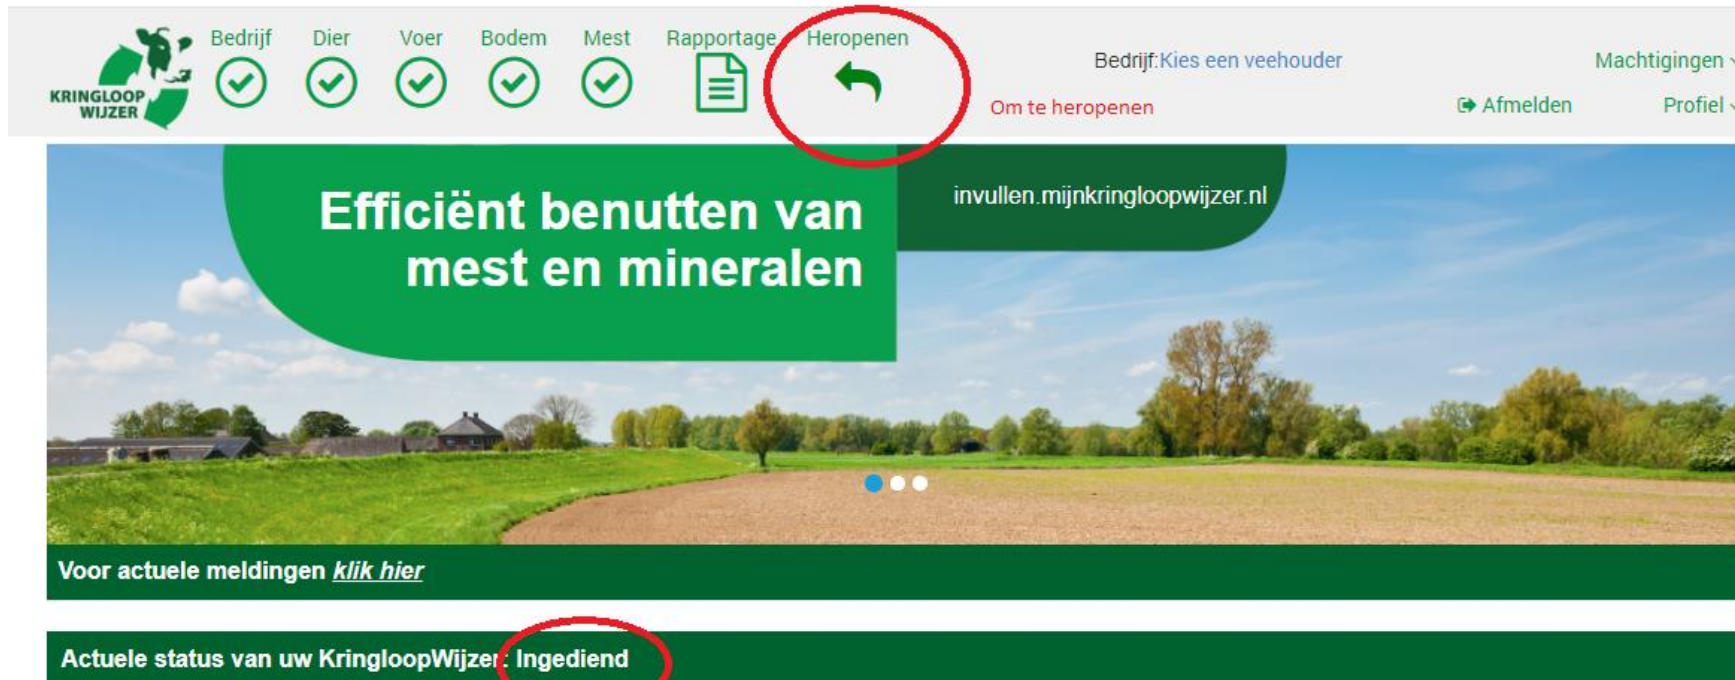 KRINGLOOP
WIJZER
Bedrijf
Dier
Voer
Bodem
Mest
Rapportage
Heropenen
Bedrijf:Kies een veehouder
Machtigingen
Om te heropenen
Afmelden
Profiel
Efficiënt benutten van
mest en mineralen
invullen.mijnkringloopwijzer.nl
Voor actuele meldingen klik hier
Actuele status van uw KringloopWijzer: Ingediend